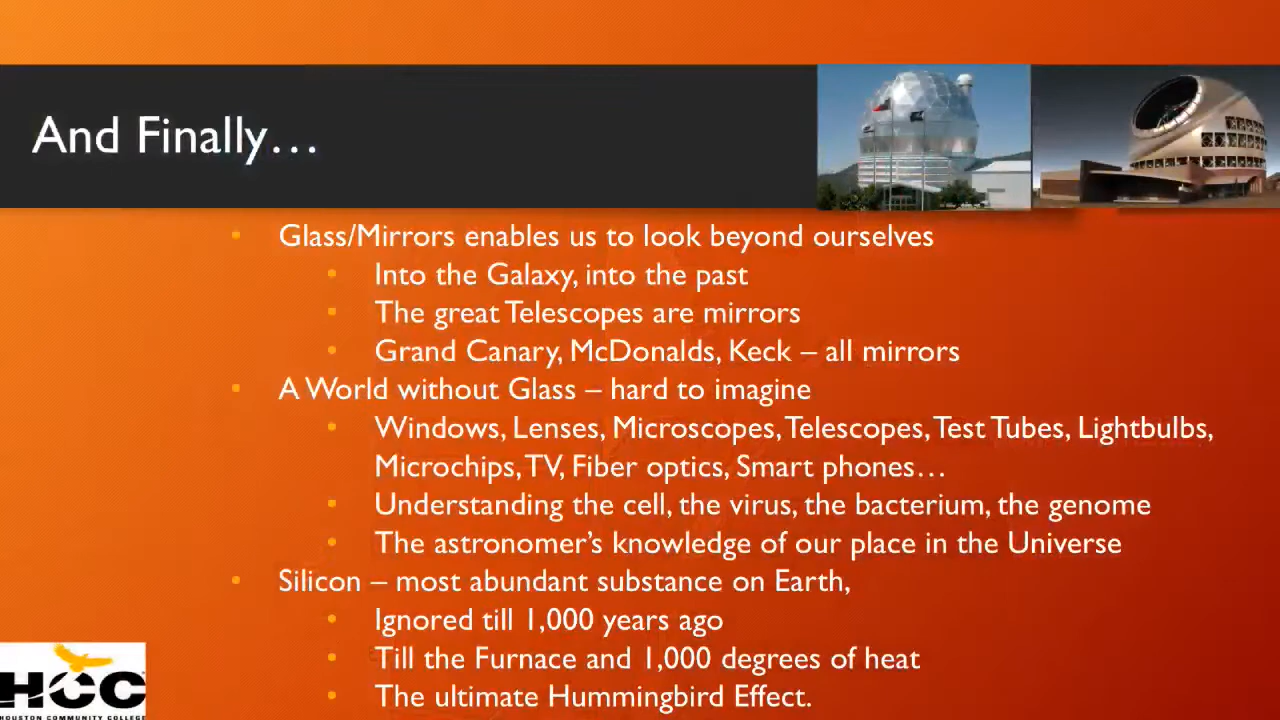 And Finally…
Glass/Mirrors enables us to look beyond ourselves
Into the Galaxy, into the past
The great Telescopes are mirrors
Grand Canary, McDonalds, Keck – all mirrors
A World without Glass – hard to imagine
Windows, Lenses, Microscopes, Telescopes, Test Tubes, Lightbulbs,
Microchips, TV, Fiber optics, Smart phones…
Understanding the cell, the virus, the bacterium, the genome
The astronomer’s knowledge of our place in the Universe
Silicon – most abundant substance on Earth,
Ignored till 1,000 years ago
Till the Furnace and 1,000 degrees of heat
The ultimate Hummingbird Effect.
HCC
HOUSTON COMMUNITY COLLEGE